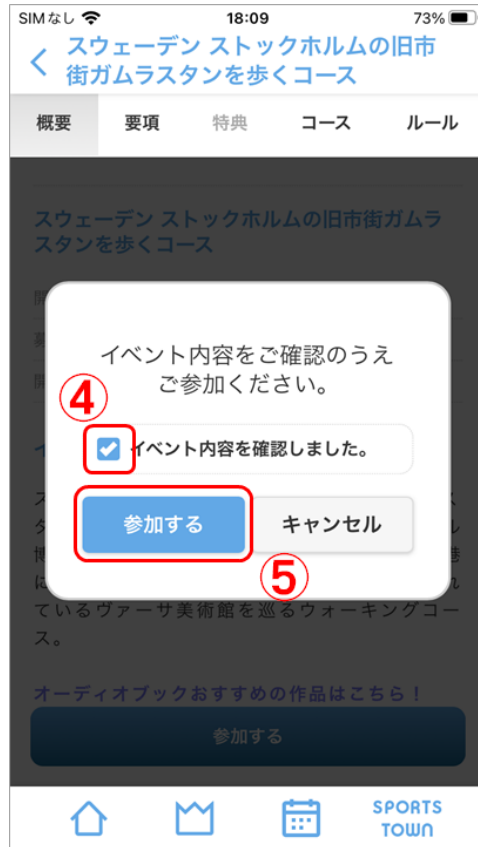 SIMなし 18:09 73%
スウェーデン ストックホルムの旧市
街ガムラスタンを歩くコース
概要 要項 特典 コース ルール
スウェーデン ストックホルムの旧市街ガムラ
スタンを歩くコース
イベント内容をご確認のうえ
ご参加ください。
④
イベント内容を確認しました。
参加する キャンセル
⑤
ているヴァーサ美術館を巡るウォーキングコー
ス。
オーディオブックおすすめの作品はこちら！
参加する
SPORTS
TOWN